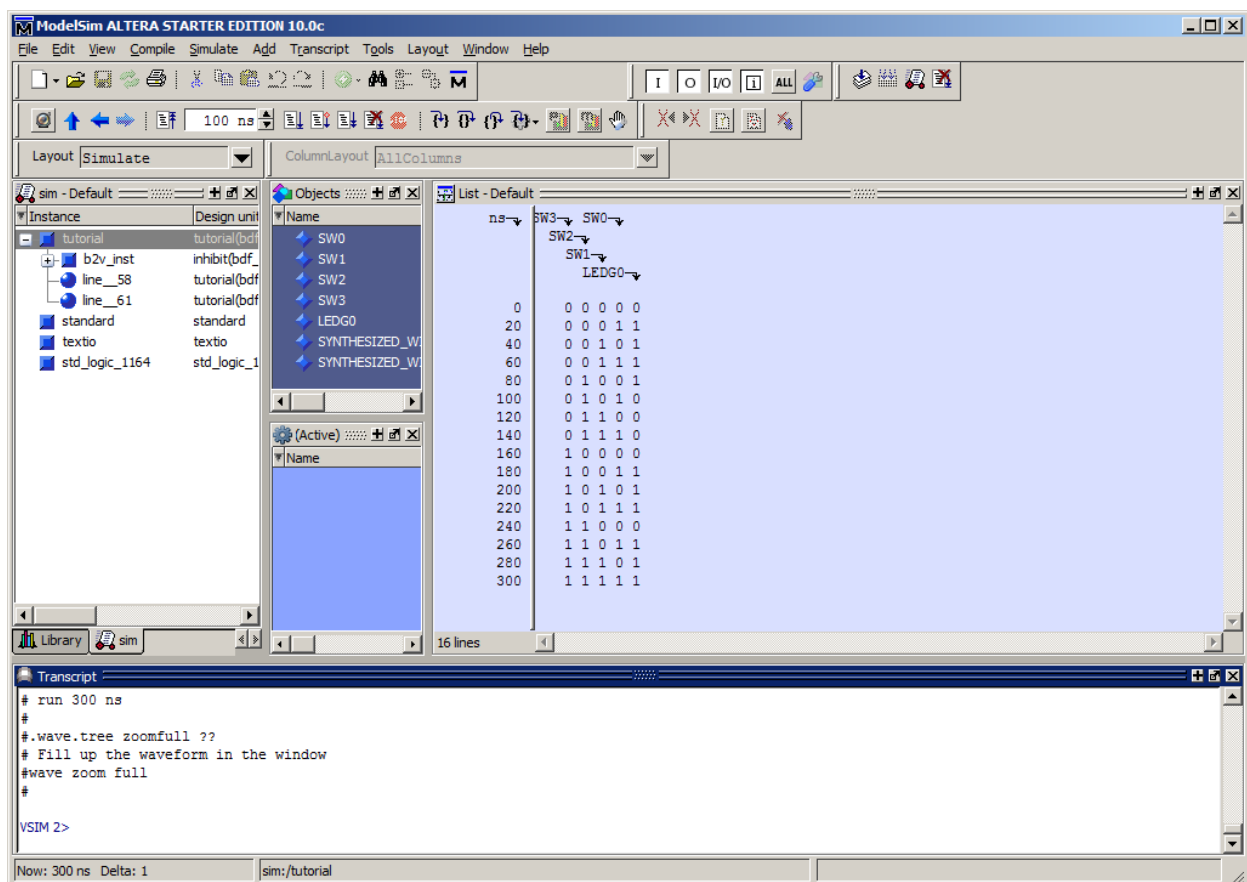 ModelSim ALTERA STARTER EDITION 10.0c
File Edit View Compile Simulate Add Transcript Tools Layout Window Help
I O I/O i ALL
100 ns
Layout Simulate ColumnLayout AllColumns
sim - Default
Instance Design unit
tutorial tutorial(bdf
b2v_inst inhibit(bdf_
line__58 tutorial(bdf
line__61 tutorial(bdf
standard standard
textio textio
std_logic_1164 std_logic_1
Library sim
Objects
Name
SW0
SW1
SW2
SW3
LEDG0
SYNTHESIZED_WI
SYNTHESIZED_WI
(Active)
Name
List - Default
ns SW3 SW0
SW2
SW1
LEDG0
0 0 0 0 0 0
20 0 0 0 1 1
40 0 0 1 0 1
60 0 0 1 1 1
80 0 1 0 0 1
100 0 1 0 1 0
120 0 1 1 0 0
140 0 1 1 1 0
160 1 0 0 0 0
180 1 0 0 1 1
200 1 0 1 0 1
220 1 0 1 1 1
240 1 1 0 0 0
260 1 1 0 1 1
280 1 1 1 0 1
300 1 1 1 1 1
16 lines
Transcript
# run 300 ns
#
#.wave.tree zoomfull ??
# Fill up the waveform in the window
#wave zoom full
#
VSIM 2>
Now: 300 ns Delta: 1 sim:/tutorial